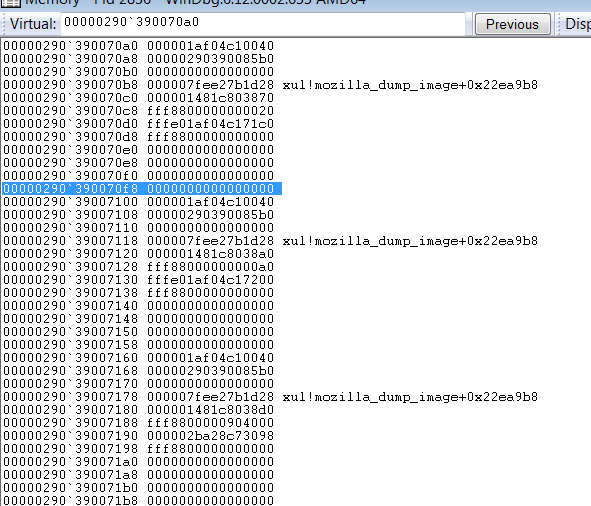 Memory - Pid 2836 - WinDbg:6.12.0002.633 AMD64
Virtual: 00000290`390070a0 Previous Disp
00000290`390070a0 000001af04c10040
00000290`390070a8 00000290390085b0
00000290`390070b0 0000000000000000
00000290`390070b8 000007fee27b1d28 xul!mozilla_dump_image+0x22ea9b8
00000290`390070c0 000001481c803870
00000290`390070c8 fff8800000000020
00000290`390070d0 fffe01af04c171c0
00000290`390070d8 fff8800000000000
00000290`390070e0 0000000000000000
00000290`390070e8 0000000000000000
00000290`390070f0 0000000000000000
00000290`390070f8 0000000000000000
00000290`39007100 000001af04c10040
00000290`39007108 00000290390085b0
00000290`39007110 0000000000000000
00000290`39007118 000007fee27b1d28 xul!mozilla_dump_image+0x22ea9b8
00000290`39007120 000001481c8038a0
00000290`39007128 fff88000000000a0
00000290`39007130 fffe01af04c17200
00000290`39007138 fff8800000000000
00000290`39007140 0000000000000000
00000290`39007148 0000000000000000
00000290`39007150 0000000000000000
00000290`39007158 0000000000000000
00000290`39007160 000001af04c10040
00000290`39007168 00000290390085b0
00000290`39007170 0000000000000000
00000290`39007178 000007fee27b1d28 xul!mozilla_dump_image+0x22ea9b8
00000290`39007180 000001481c8038d0
00000290`39007188 fff8800000904000
00000290`39007190 000002ba28c73098
00000290`39007198 fff8800000000000
00000290`390071a0 0000000000000000
00000290`390071a8 0000000000000000
00000290`390071b0 0000000000000000
00000290`390071b8 0000000000000000